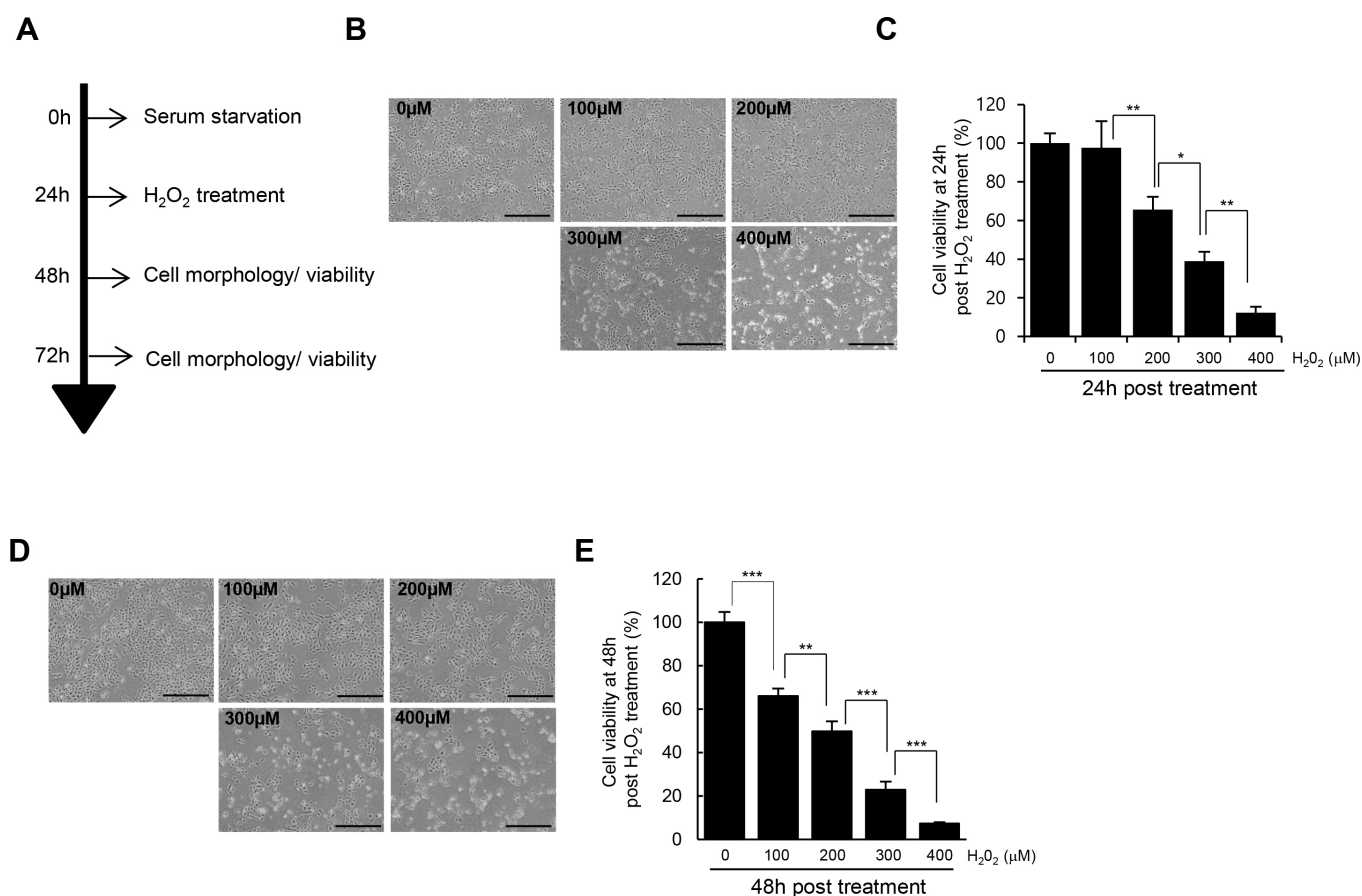 A
0h
Serum starvation
24h
H₂O₂ treatment
48h
Cell morphology/ viability
72h
Cell morphology/ viability
B
0µM
100µM
200µM
300µM
400µM
C
Cell viability at 24h
post H₂O₂ treatment (%)
120
100
80
60
40
20
0
**
*
**
0 100 200 300 400 H₂0₂ (µM)
24h post treatment
D
0µM
100µM
200µM
300µM
400µM
E
Cell viability at 48h
post H₂O₂ treatment (%)
120
100
80
60
40
20
0
***
**
***
***
0 100 200 300 400 H₂0₂ (µM)
48h post treatment